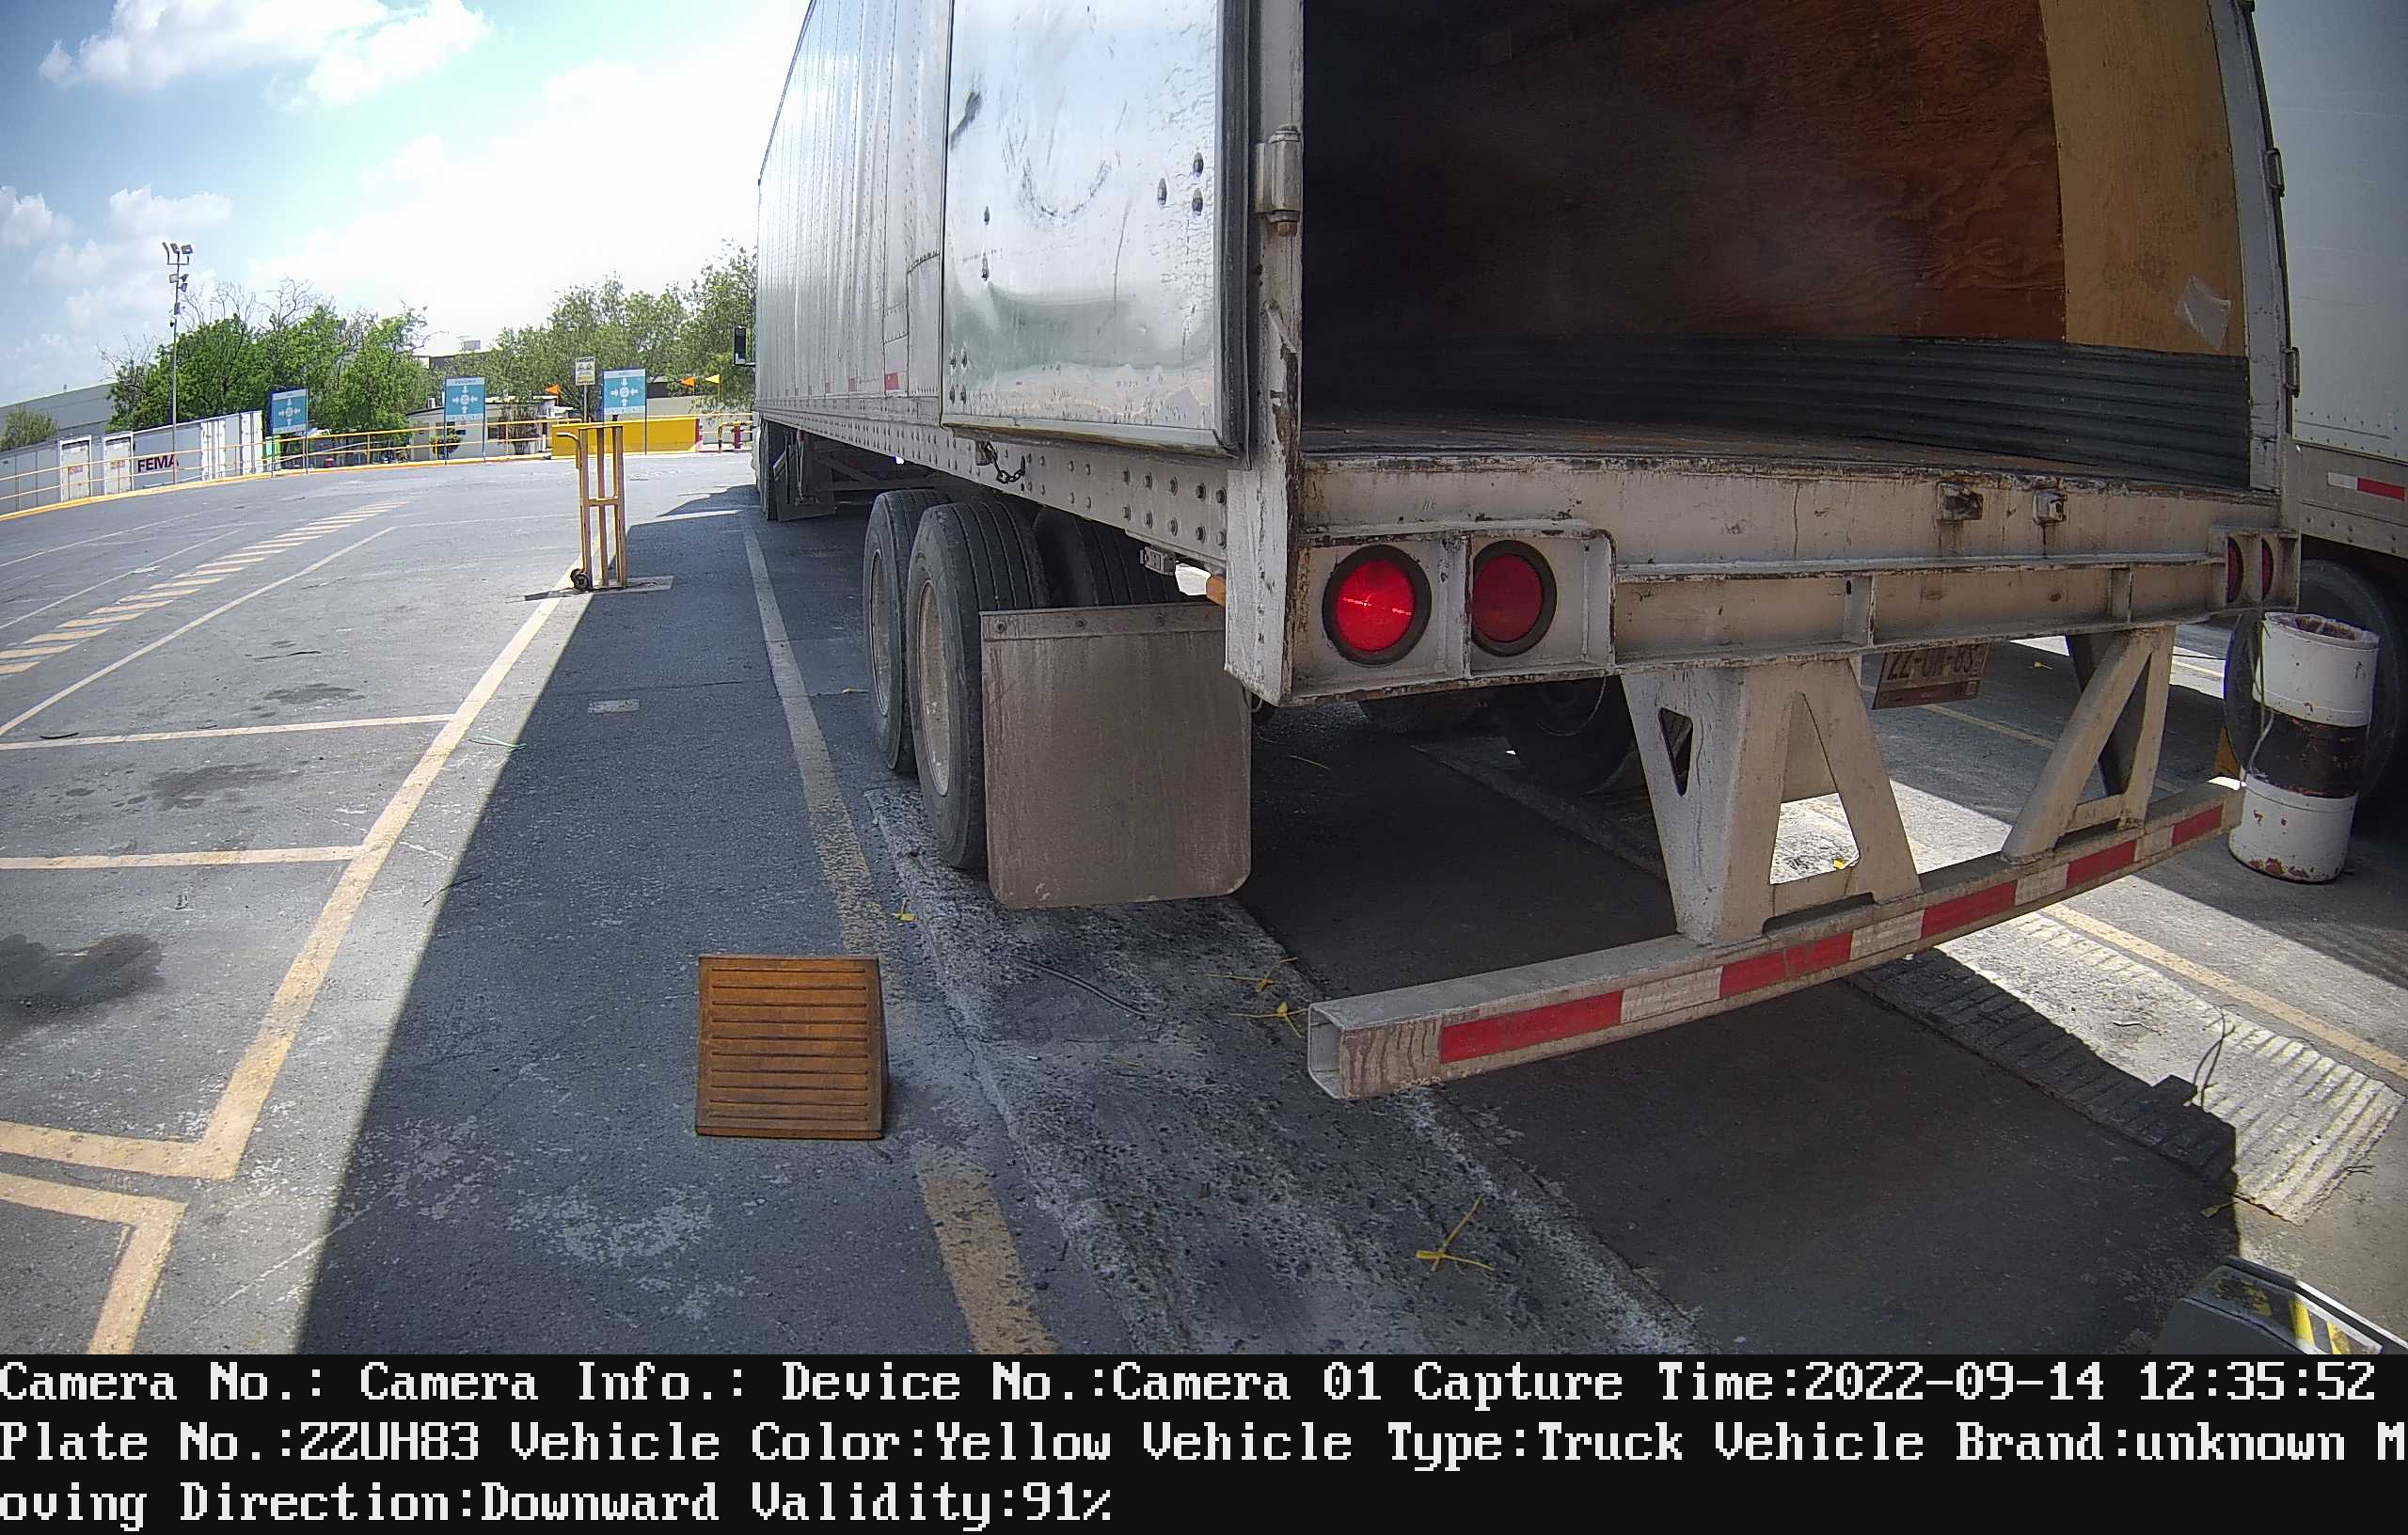 FEMA
Camera No.: Camera Info.: Device No.:Camera 01 Capture Time:2022-09-14 12:35:52
Plate No.:ZZUH83 Vehicle Color:Yellow Vehicle Type:Truck Vehicle Brand:unknown M
oving Direction:Downward Validity:91%